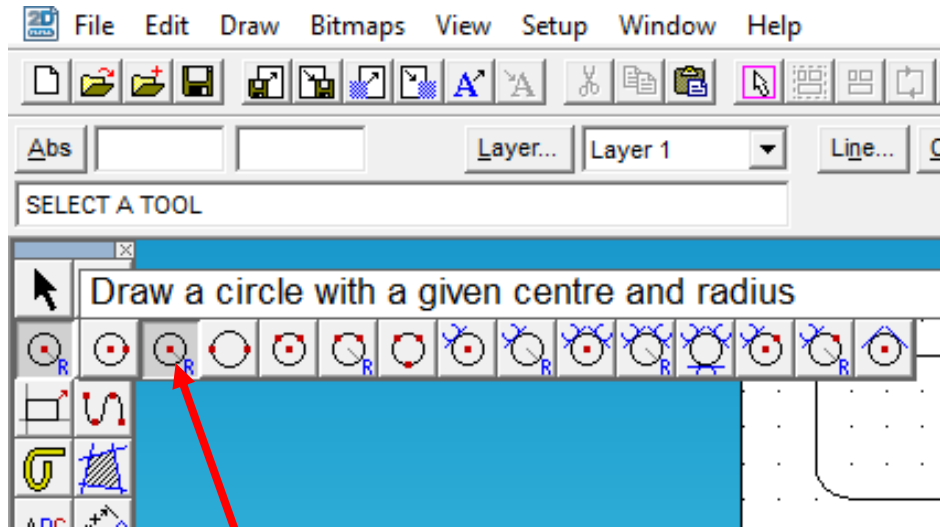 2D
File Edit Draw Bitmaps View Setup Window Help
A A
Abs Layer... Layer 1 Line...
SELECT A TOOL
Draw a circle with a given centre and radius
R R R R R R
ABC